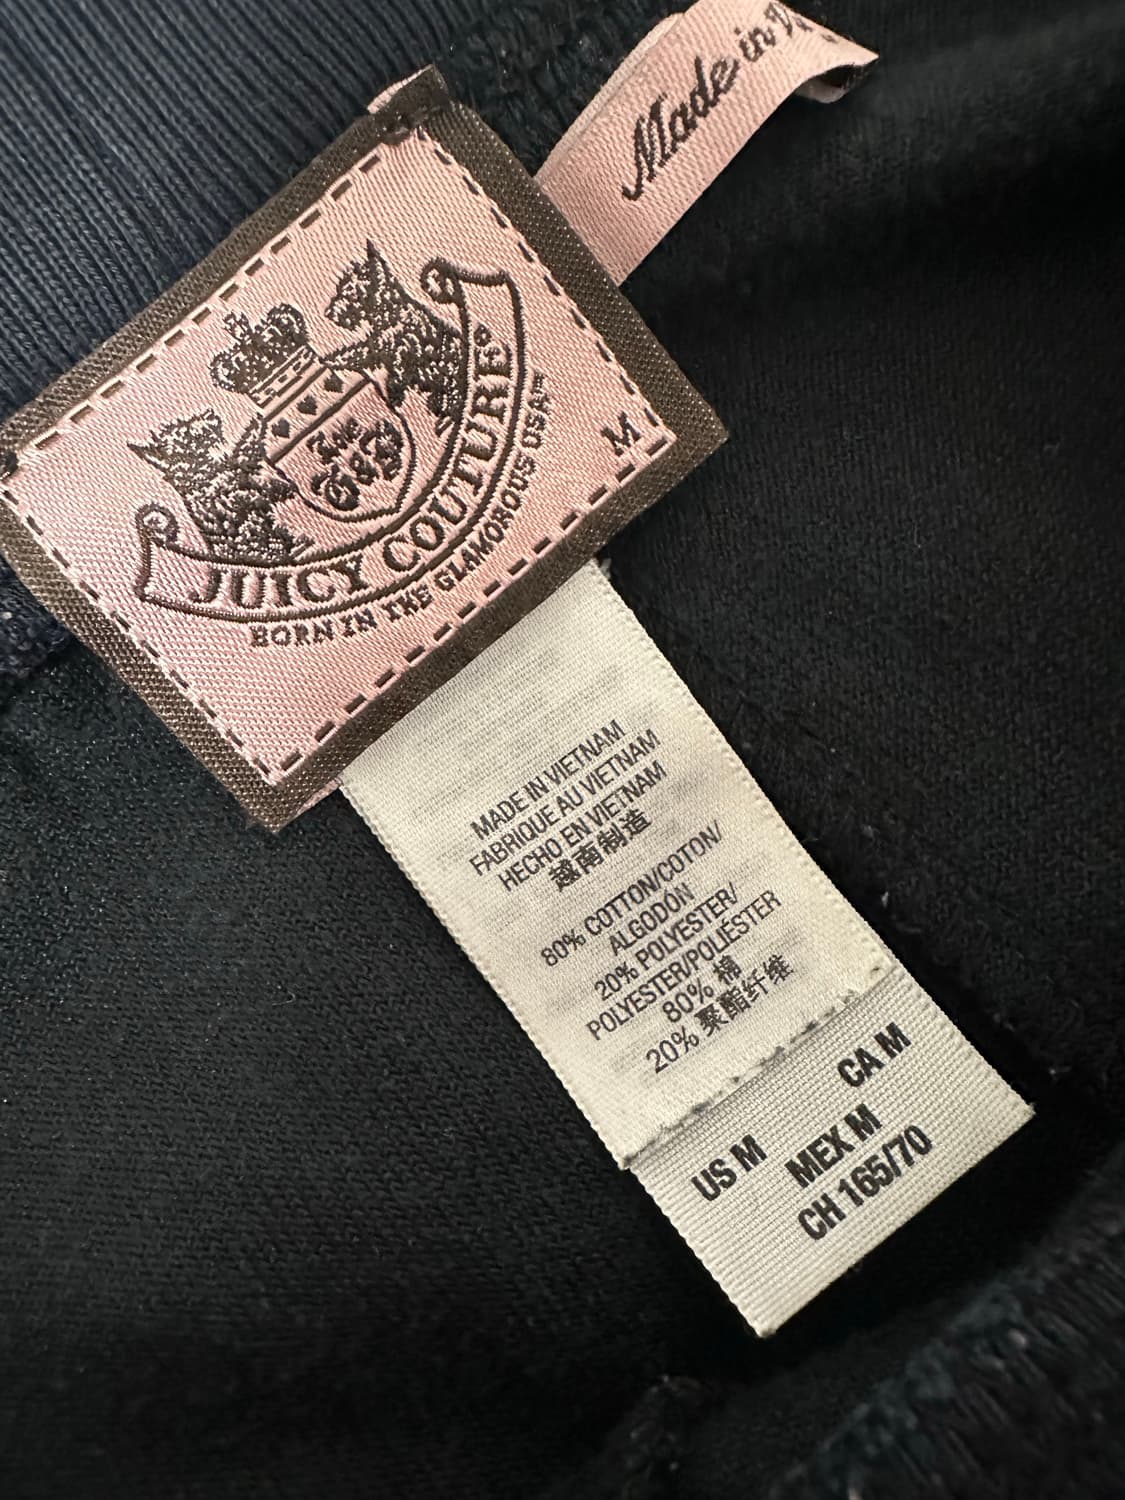 Made in
Love
G&P
JUICY COUTURE®
BORN IN THE GLAMOROUS USA!
M
MADE IN VIETNAM
FABRIQUE AU VIETNAM
HECHO EN VIETNAM
越南制造
80% COTTON/COTON/
ALGODÓN
20% POLYESTER/
POLYESTER/POLIÉSTER
80% 棉
20% 聚酯纤维
CA M
US M
MEX M
CH 165/70